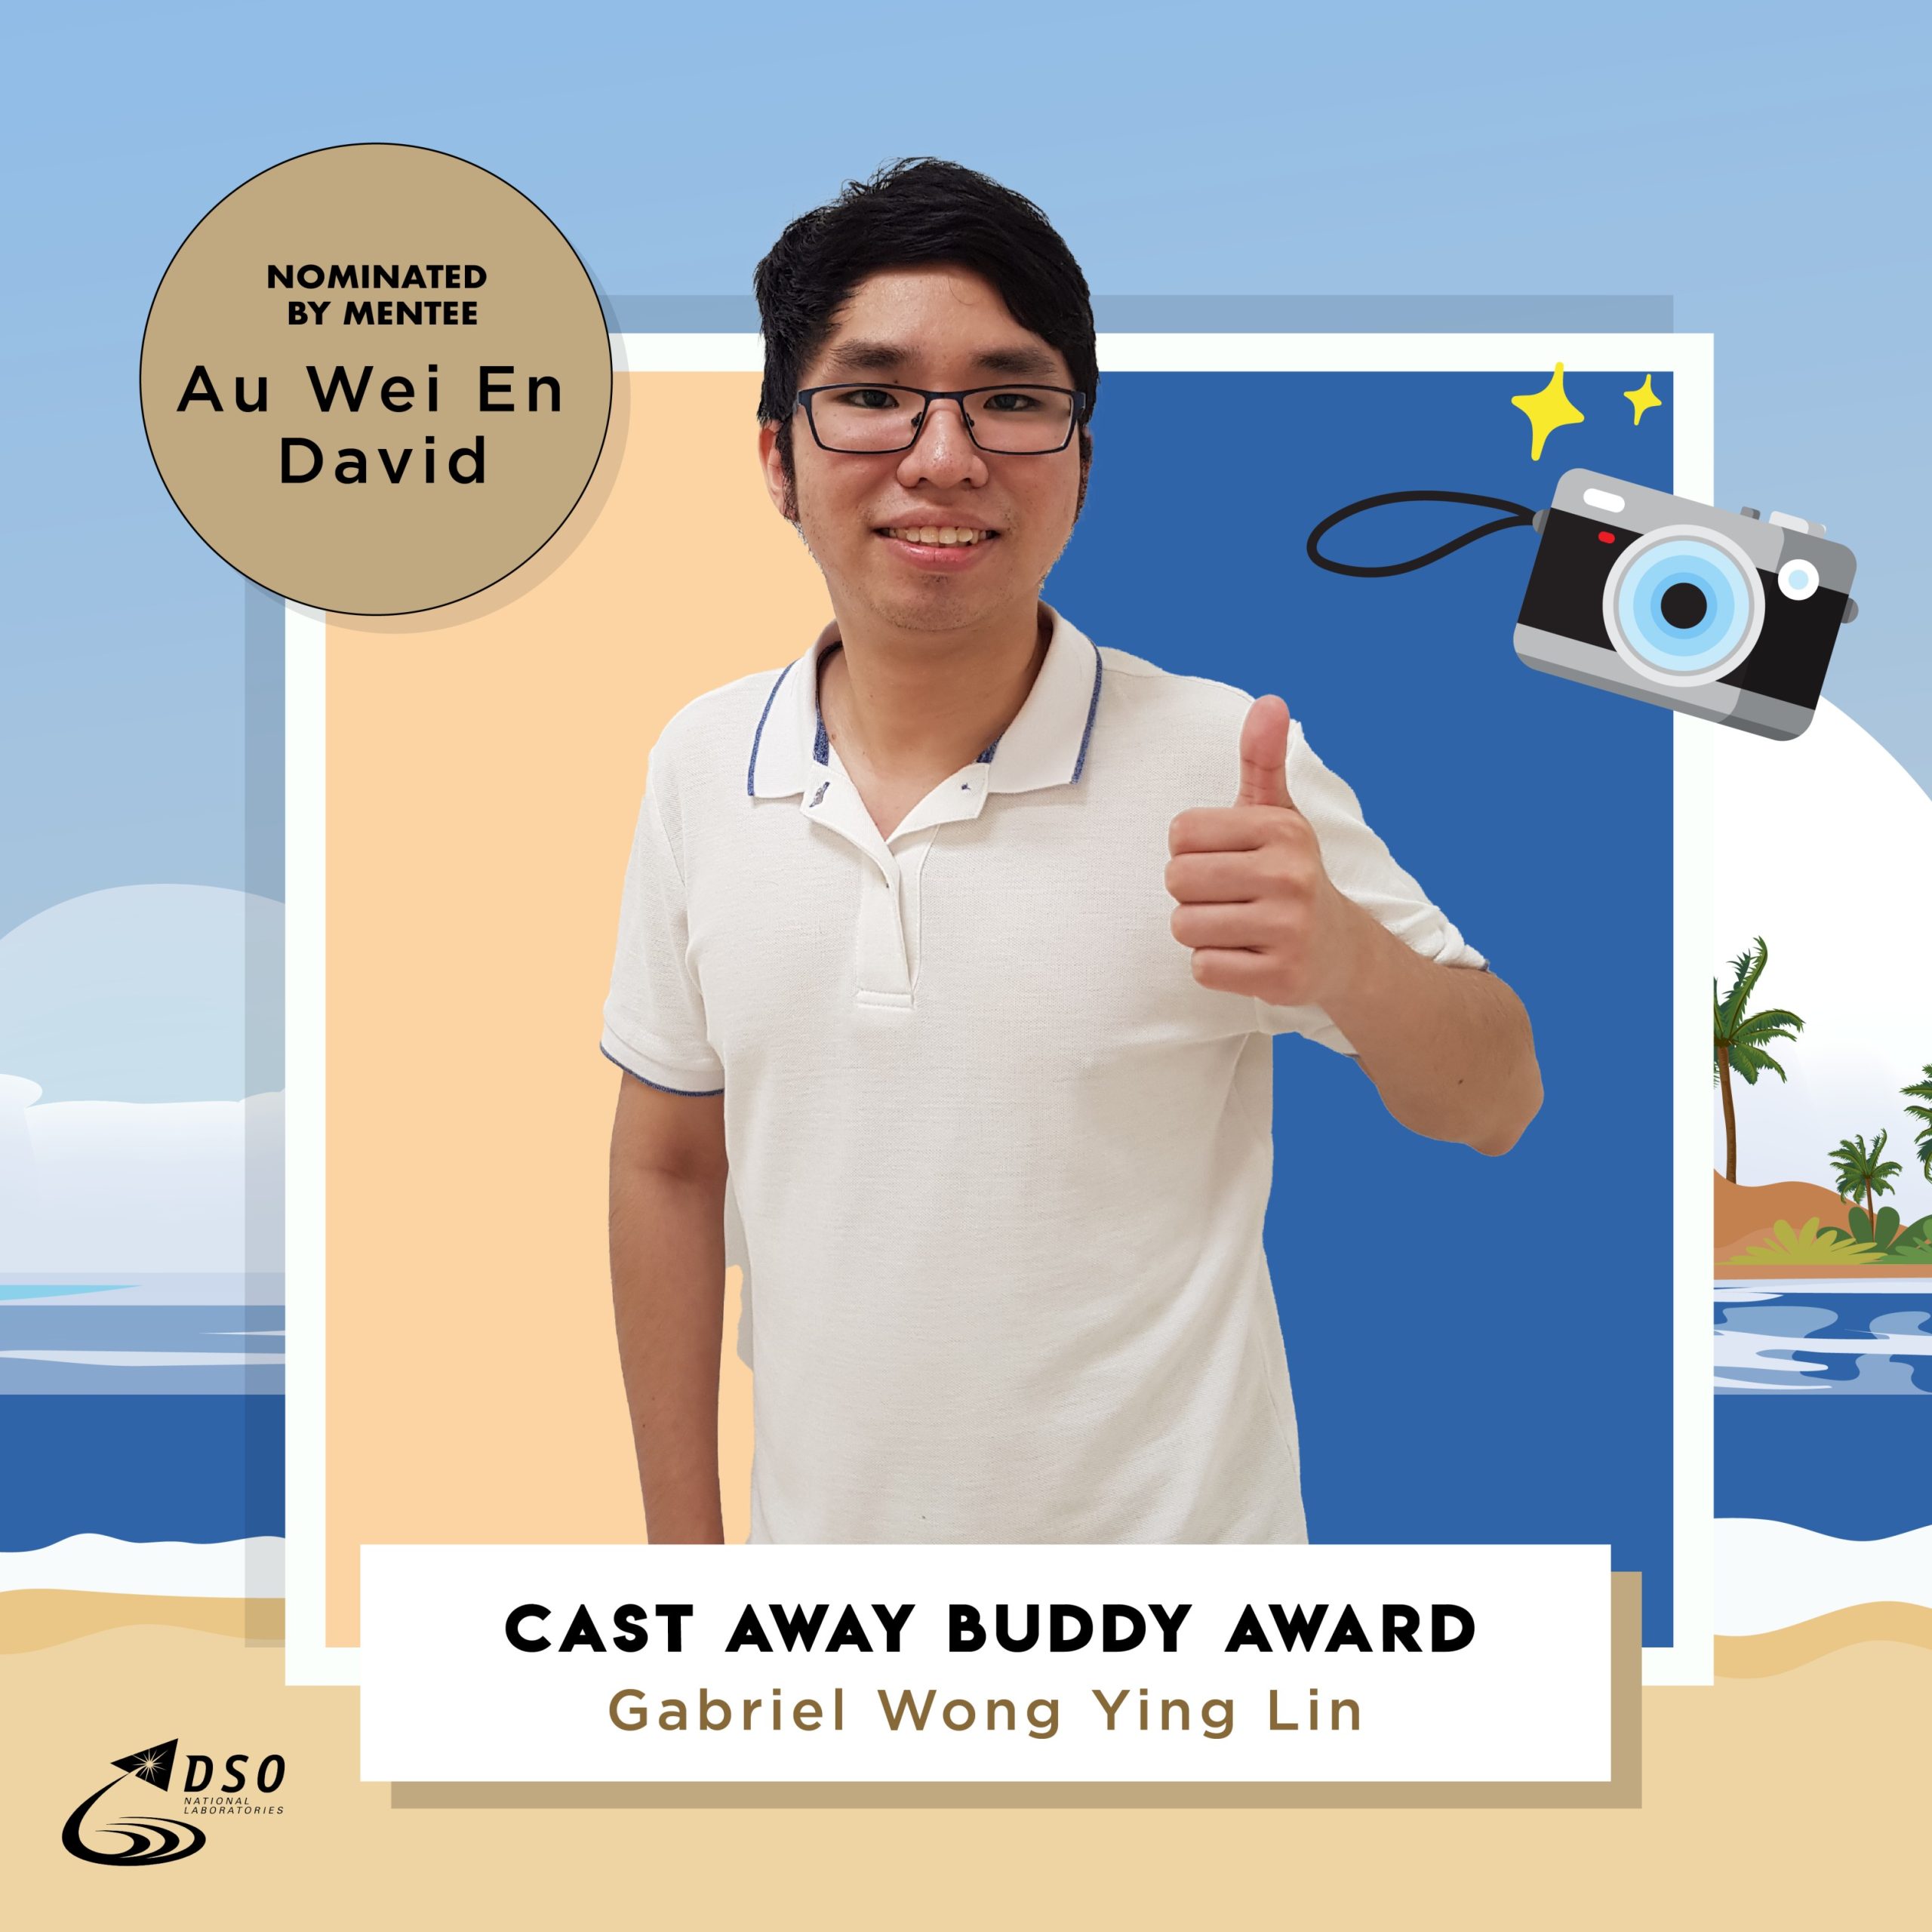 NOMINATED
BY MENTEE
Au Wei En
David
CAST AWAY BUDDY AWARD
Gabriel Wong Ying Lin
DSO
NATIONAL
LABORATORIES